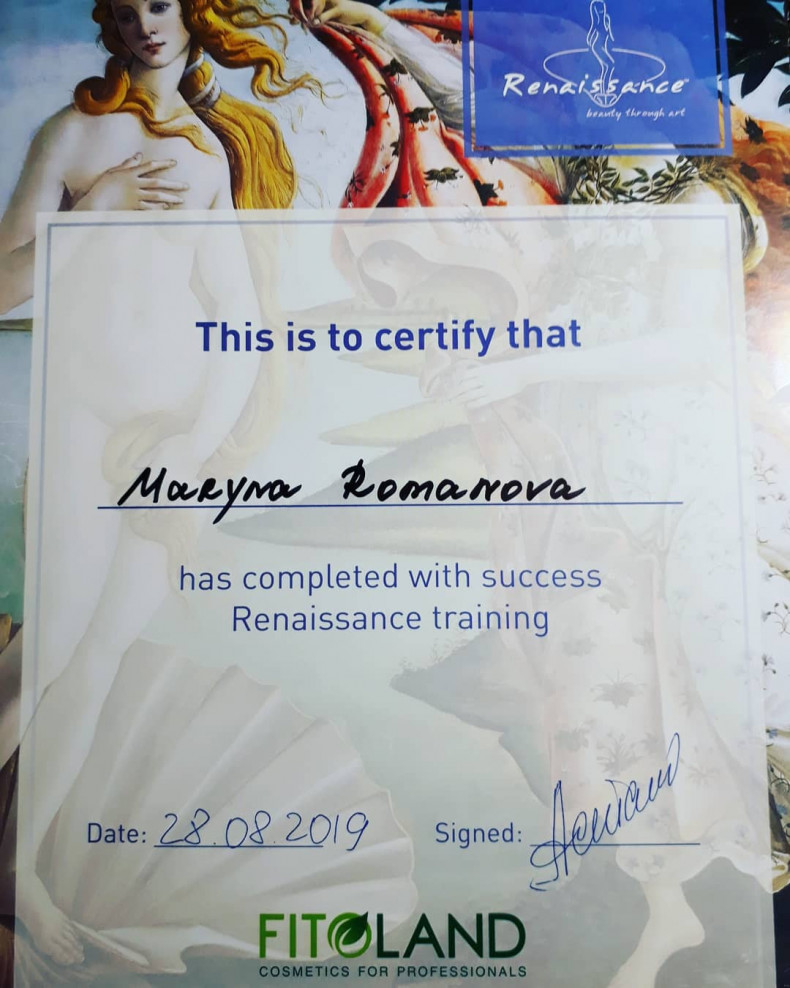 Renaissance™
beauty through art
This is to certify that
Maryna Romanova
has completed with success
Renaissance training
Date: 28.08.2019 Signed:
FITOLAND
COSMETICS FOR PROFESSIONALS